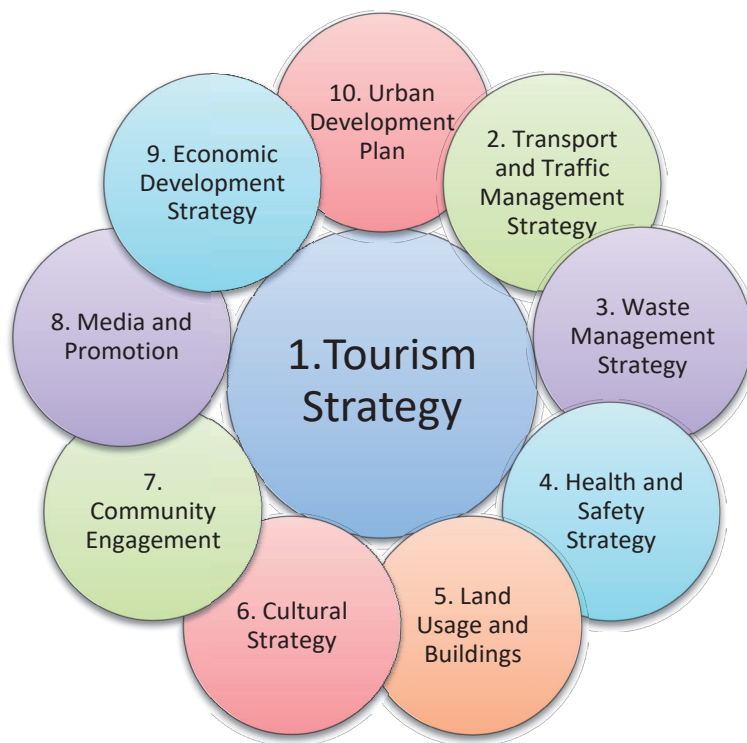 10. Urban
Development
Plan
2. Transport
and Traffic
Management
Strategy
3. Waste
Management
Strategy
4. Health and
Safety
Strategy
5. Land
Usage and
Buildings
6. Cultural
Strategy
7.
Community
Engagement
8. Media and
Promotion
9. Economic
Development
Strategy
1.Tourism
Strategy